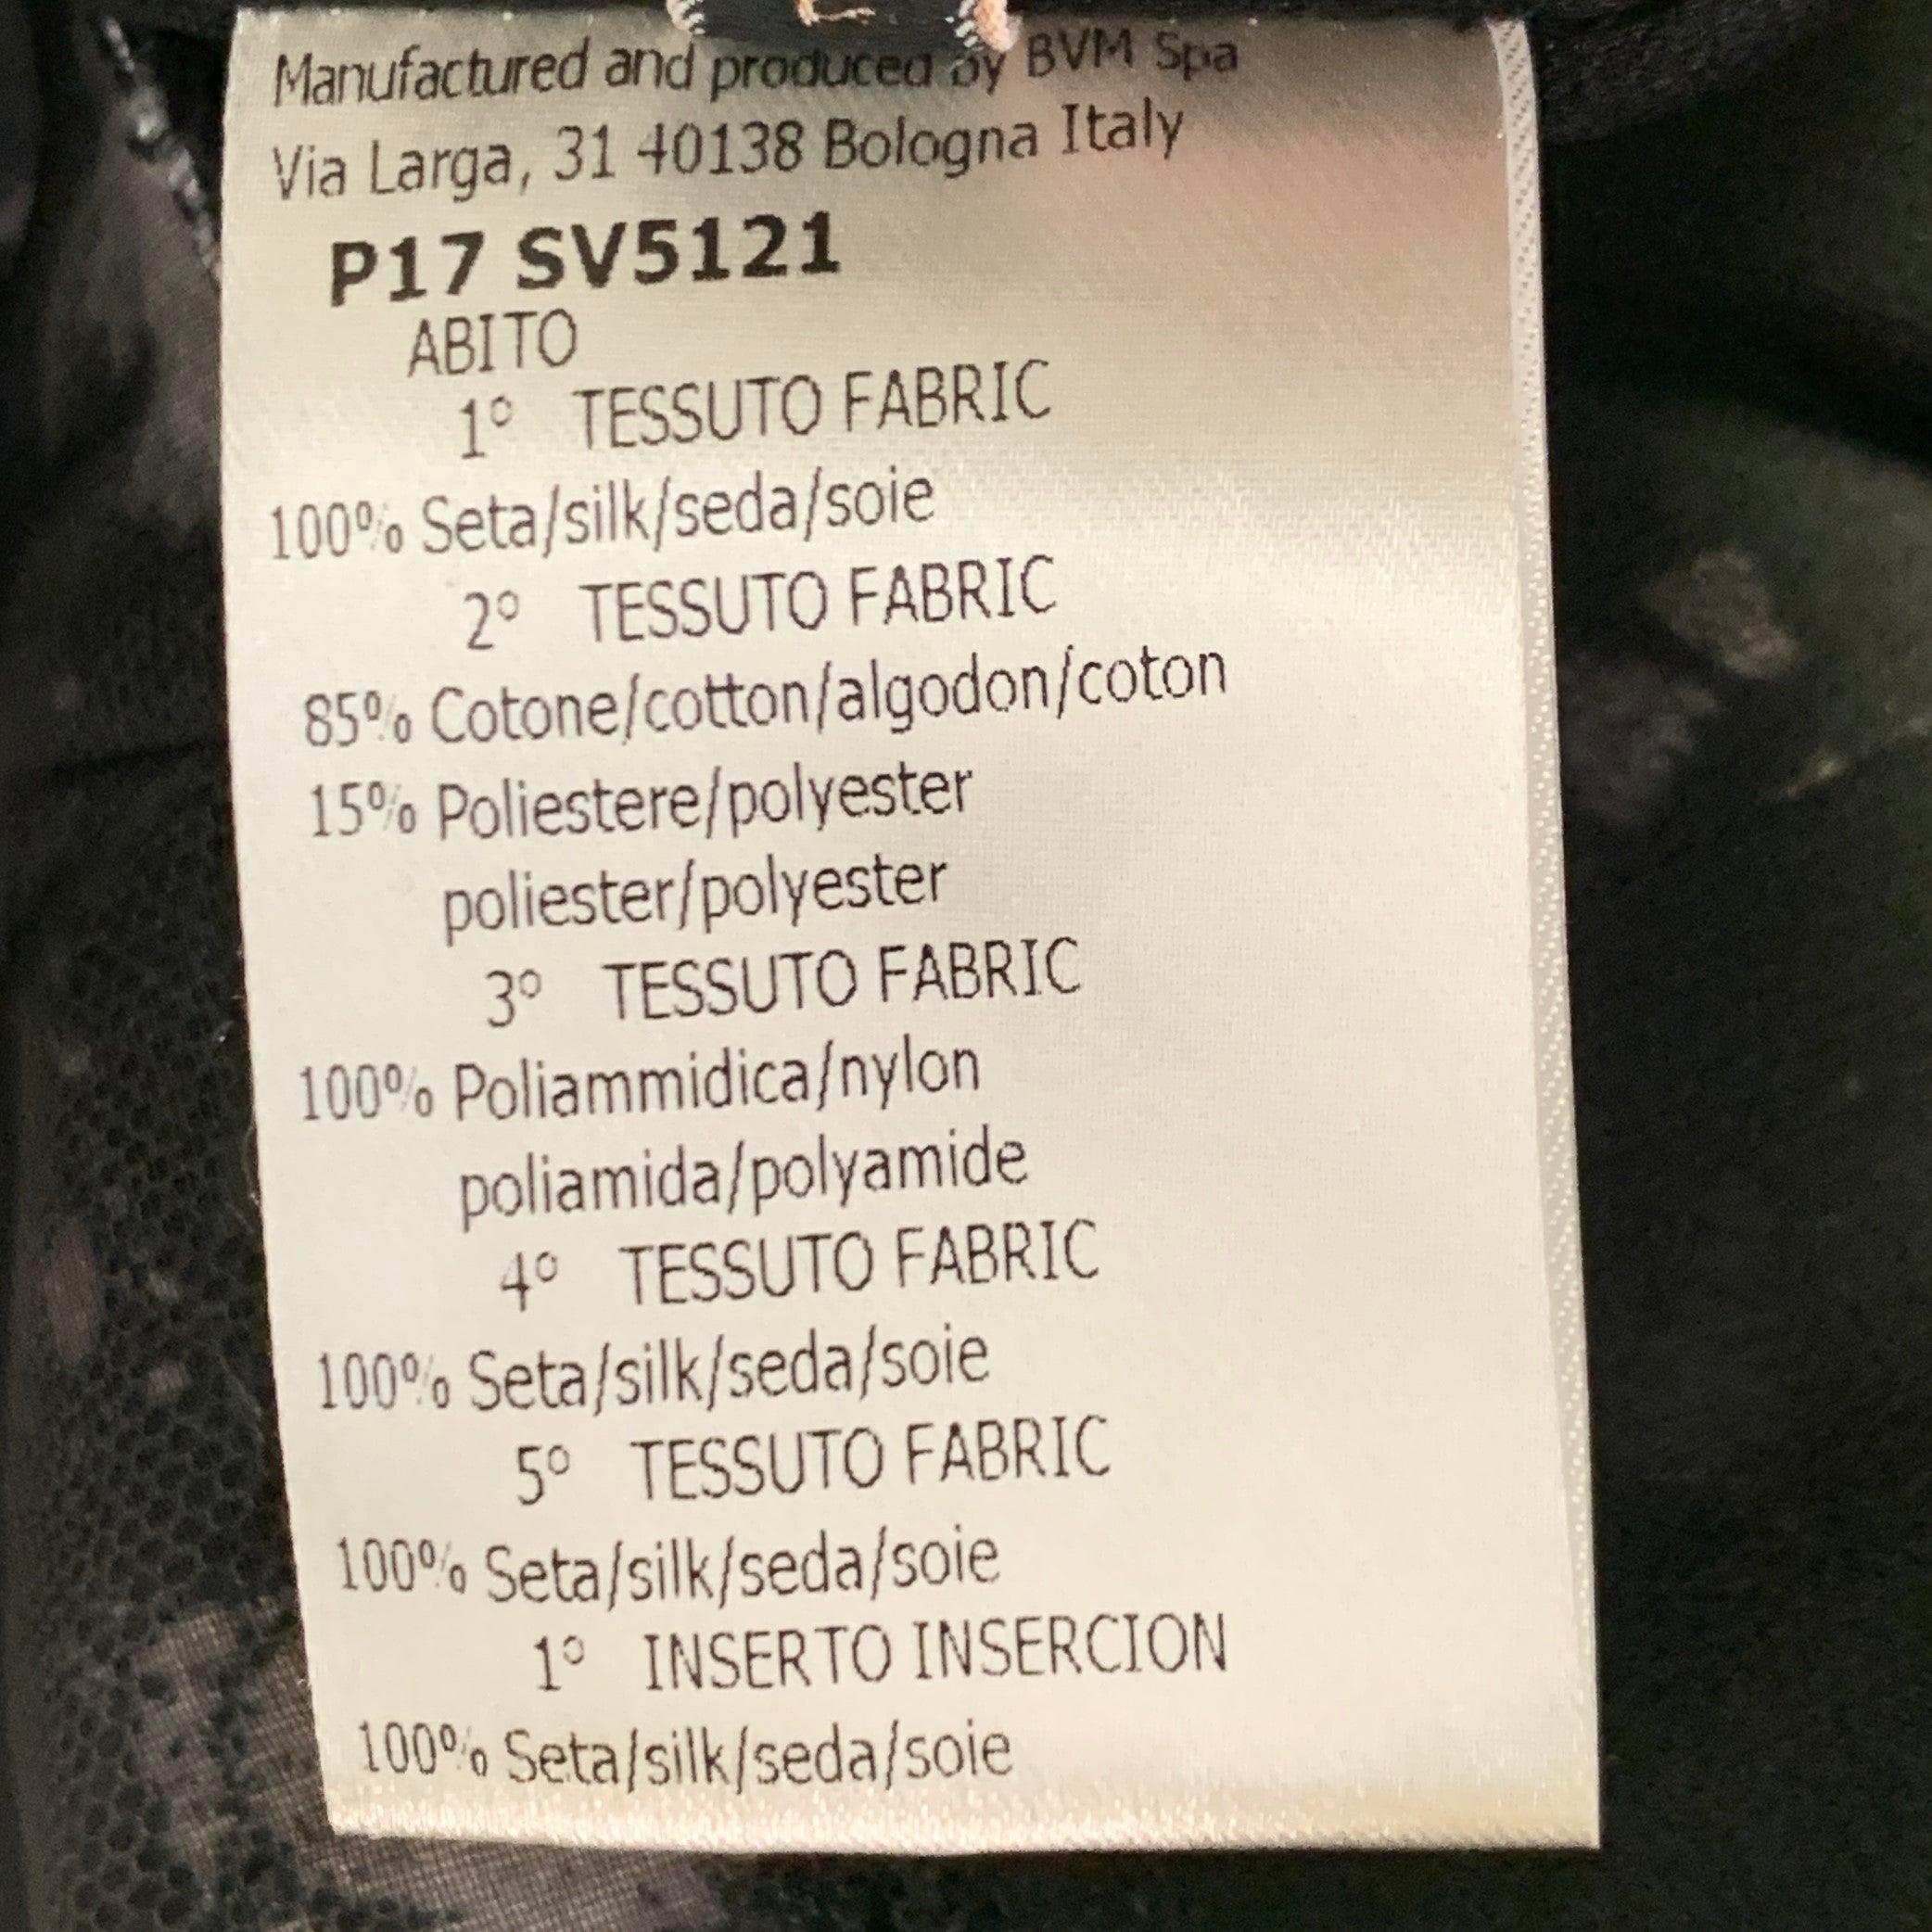 Manufactured and produced by BVM Spa
Via Larga, 31 40138 Bologna Italy
P17 SV5121
ABITO
1° TESSUTO FABRIC
100% Seta/silk/seda/soie
2° TESSUTO FABRIC
85% Cotone/cotton/algodon/coton
15% Poliestere/polyester
poliester/polyester
3° TESSUTO FABRIC
100% Poliammidica/nylon
poliamida/polyamide
4° TESSUTO FABRIC
100% Seta/silk/seda/soie
5° TESSUTO FABRIC
100% Seta/silk/seda/soie
1° INSERTO INSERCION
100% Seta/silk/seda/soie